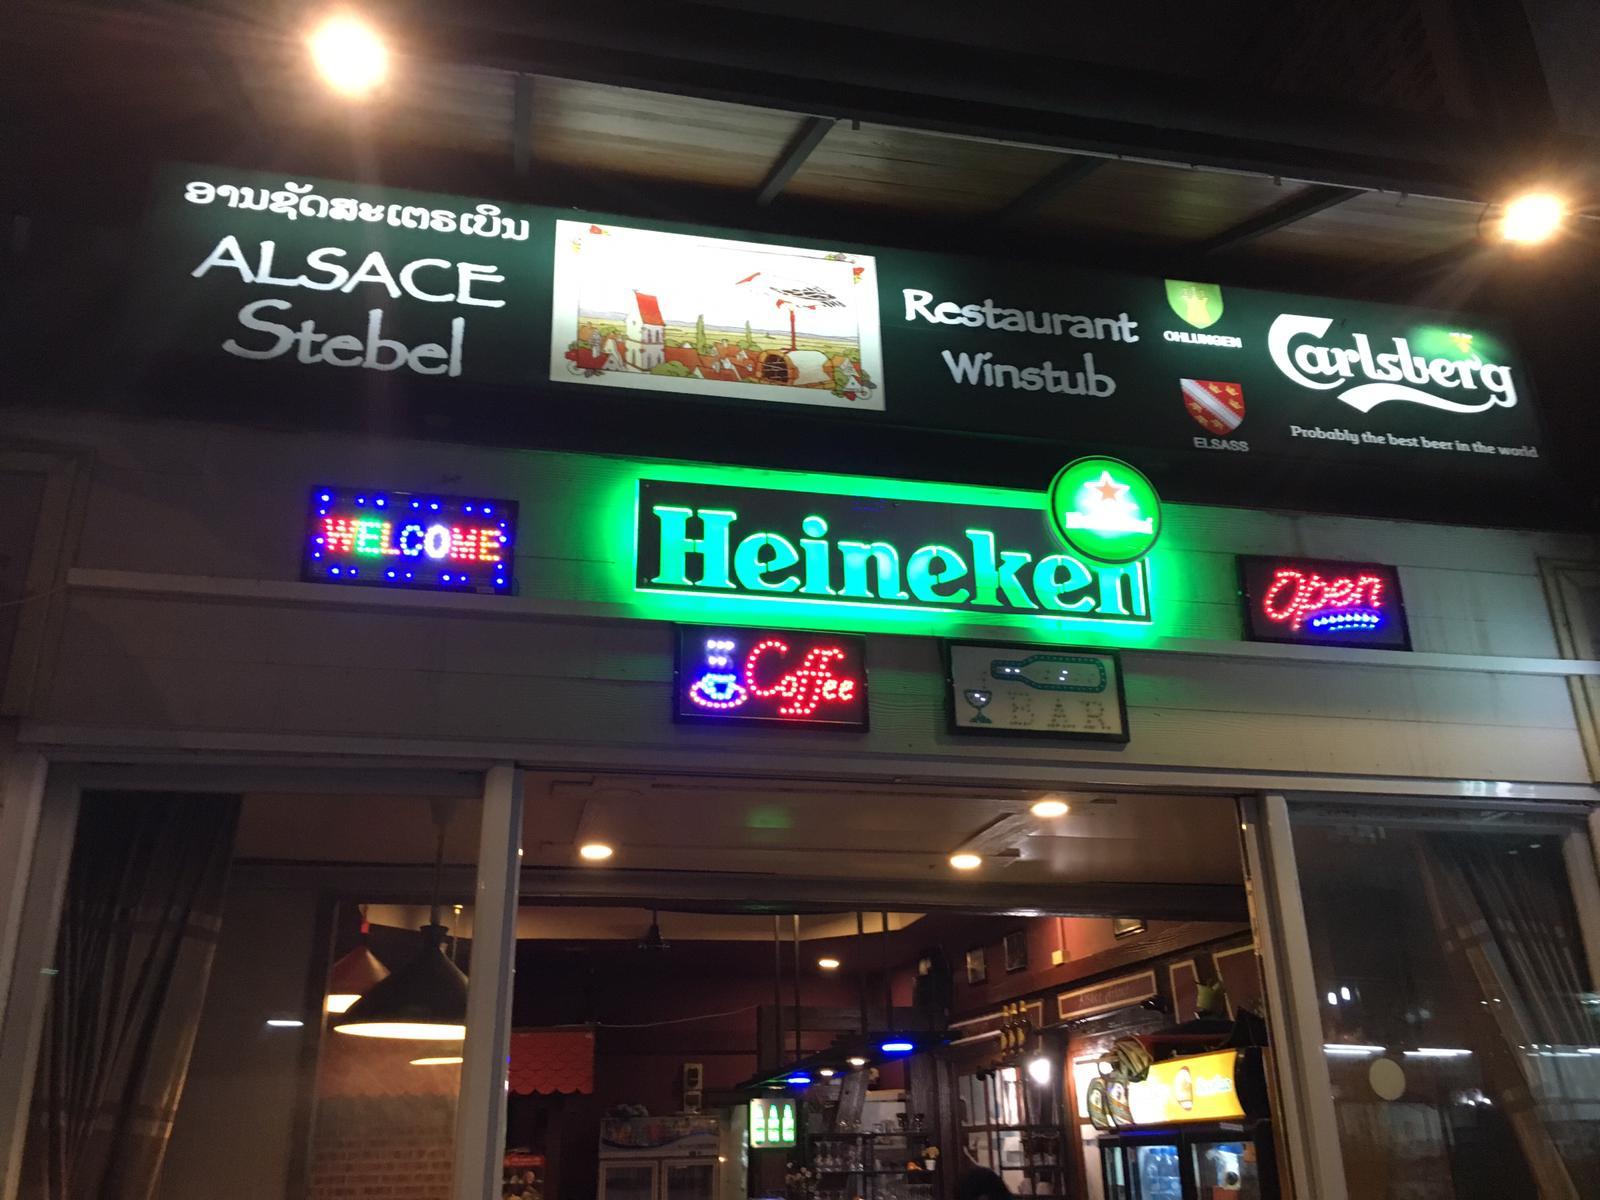 ອານຊັດສະເຕຣເບິນ
ALSACE
Stebel
Restaurant
Winstub
OHLUNGEN
ELSASS
Carlsberg
Probably the best beer in the world
WELCOME
Heineken
Open
Coffee
BAR